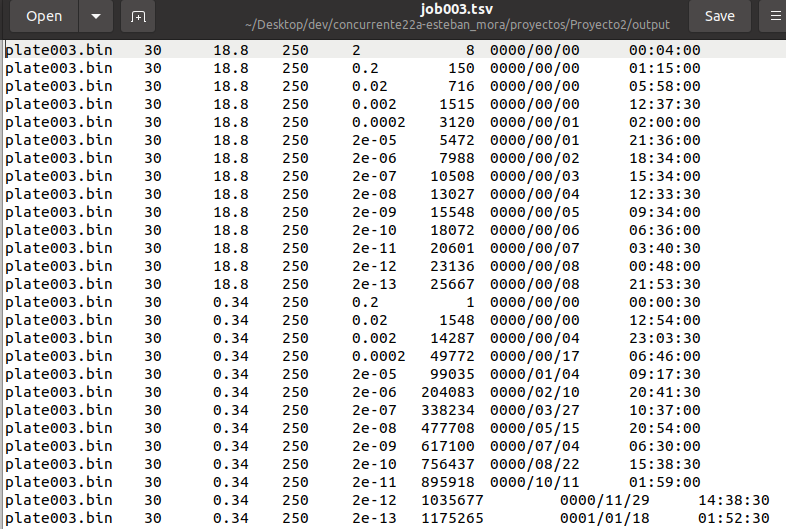 Open
job003.tsv
~/Desktop/dev/concurrente22a-esteban_mora/proyectos/Proyecto2/output
Save
plate003.bin 30 18.8 250 2 8 0000/00/00 00:04:00
plate003.bin 30 18.8 250 0.2 150 0000/00/00 01:15:00
plate003.bin 30 18.8 250 0.02 716 0000/00/00 05:58:00
plate003.bin 30 18.8 250 0.002 1515 0000/00/00 12:37:30
plate003.bin 30 18.8 250 0.0002 3120 0000/00/01 02:00:00
plate003.bin 30 18.8 250 2e-05 5472 0000/00/01 21:36:00
plate003.bin 30 18.8 250 2e-06 7988 0000/00/02 18:34:00
plate003.bin 30 18.8 250 2e-07 10508 0000/00/03 15:34:00
plate003.bin 30 18.8 250 2e-08 13027 0000/00/04 12:33:30
plate003.bin 30 18.8 250 2e-09 15548 0000/00/05 09:34:00
plate003.bin 30 18.8 250 2e-10 18072 0000/00/06 06:36:00
plate003.bin 30 18.8 250 2e-11 20601 0000/00/07 03:40:30
plate003.bin 30 18.8 250 2e-12 23136 0000/00/08 00:48:00
plate003.bin 30 18.8 250 2e-13 25667 0000/00/08 21:53:30
plate003.bin 30 0.34 250 0.2 1 0000/00/00 00:00:30
plate003.bin 30 0.34 250 0.02 1548 0000/00/00 12:54:00
plate003.bin 30 0.34 250 0.002 14287 0000/00/04 23:03:30
plate003.bin 30 0.34 250 0.0002 49772 0000/00/17 06:46:00
plate003.bin 30 0.34 250 2e-05 99035 0000/01/04 09:17:30
plate003.bin 30 0.34 250 2e-06 204083 0000/02/10 20:41:30
plate003.bin 30 0.34 250 2e-07 338234 0000/03/27 10:37:00
plate003.bin 30 0.34 250 2e-08 477708 0000/05/15 20:54:00
plate003.bin 30 0.34 250 2e-09 617100 0000/07/04 06:30:00
plate003.bin 30 0.34 250 2e-10 756437 0000/08/22 15:38:30
plate003.bin 30 0.34 250 2e-11 895918 0000/10/11 01:59:00
plate003.bin 30 0.34 250 2e-12 1035677 0000/11/29 14:38:30
plate003.bin 30 0.34 250 2e-13 1175265 0001/01/18 01:52:30